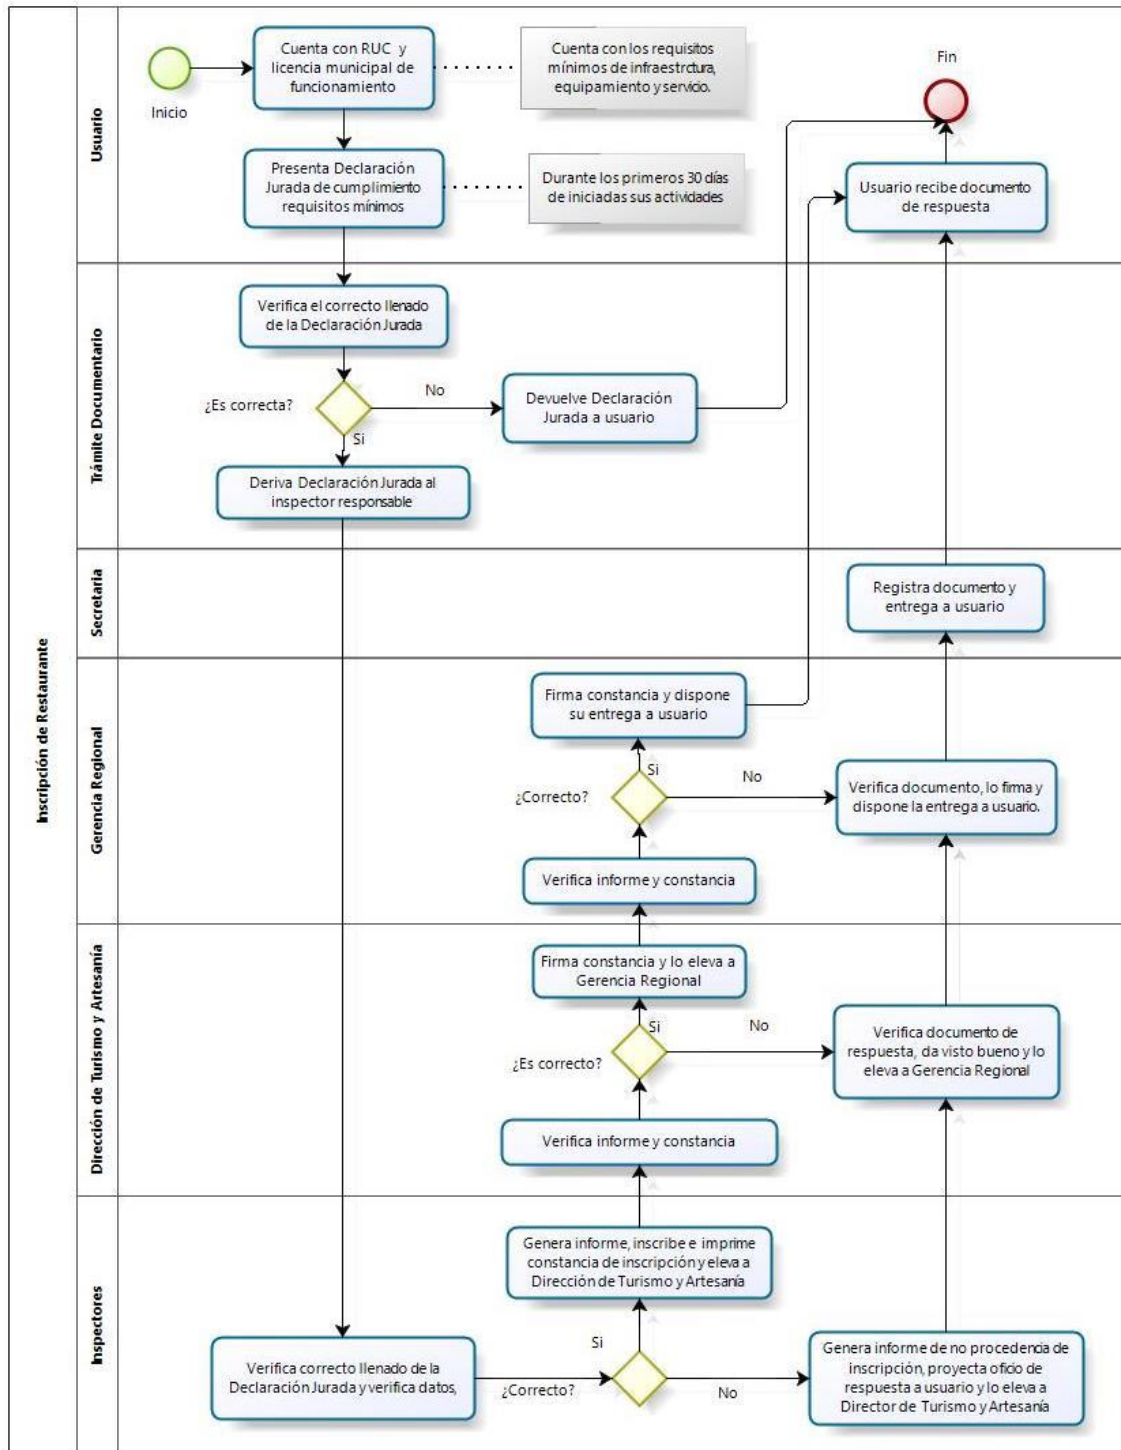 Inscripción de Restaurante
Usuario
Inicio
Cuenta con RUC y
licencia municipal de
funcionamiento
Cuenta con los requisitos
mínimos de infraestrctura,
equipamiento y servicio.
Fin
Presenta Declaración
Jurada de cumplimiento
requisitos mínimos
Durante los primeros 30 días
de iniciadas sus actividades
Usuario recibe documento
de respuesta
Trámite Documentario
Verifica el correcto llenado
de la Declaración Jurada
¿Es correcta?
No
Devuelve Declaración
Jurada a usuario
Si
Deriva Declaración Jurada al
inspector responsable
Secretaria
Registra documento y
entrega a usuario
Gerencia Regional
Firma constancia y dispone
su entrega a usuario
Si
¿Correcto?
No
Verifica documento, lo firma y
dispone la entrega a usuario.
Verifica informe y constancia
Dirección de Turismo y Artesanía
Firma constancia y lo eleva a
Gerencia Regional
Si
¿Es correcto?
No
Verifica documento de
respuesta, da visto bueno y lo
eleva a Gerencia Regional
Verifica informe y constancia
Inspectores
Genera informe, inscribe e imprime
constancia de inscripción y eleva a
Dirección de Turismo y Artesanía
Si
Verifica correcto llenado de la
Declaración Jurada y verifica datos,
¿Correcto?
No
Genera informe de no procedencia de
inscripción, proyecta oficio de
respuesta a usuario y lo eleva a
Director de Turismo y Artesanía